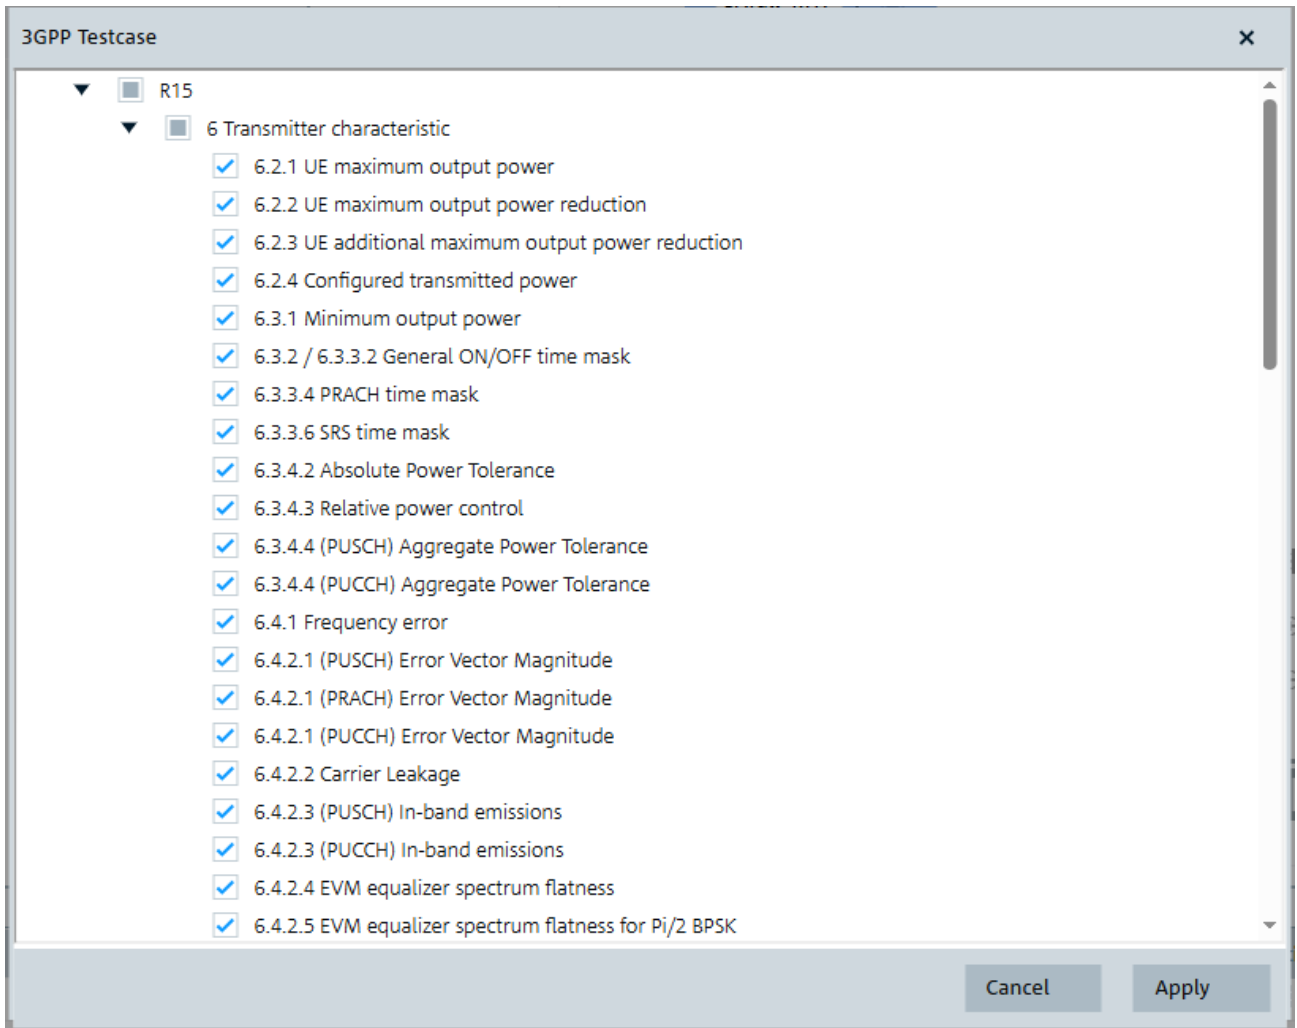 3GPP Testcase
R15
6 Transmitter characteristic
6.2.1 UE maximum output power
6.2.2 UE maximum output power reduction
6.2.3 UE additional maximum output power reduction
6.2.4 Configured transmitted power
6.3.1 Minimum output power
6.3.2 / 6.3.3.2 General ON/OFF time mask
6.3.3.4 PRACH time mask
6.3.3.6 SRS time mask
6.3.4.2 Absolute Power Tolerance
6.3.4.3 Relative power control
6.3.4.4 (PUSCH) Aggregate Power Tolerance
6.3.4.4 (PUCCH) Aggregate Power Tolerance
6.4.1 Frequency error
6.4.2.1 (PUSCH) Error Vector Magnitude
6.4.2.1 (PRACH) Error Vector Magnitude
6.4.2.1 (PUCCH) Error Vector Magnitude
6.4.2.2 Carrier Leakage
6.4.2.3 (PUSCH) In-band emissions
6.4.2.3 (PUCCH) In-band emissions
6.4.2.4 EVM equalizer spectrum flatness
6.4.2.5 EVM equalizer spectrum flatness for Pi/2 BPSK
Cancel Apply